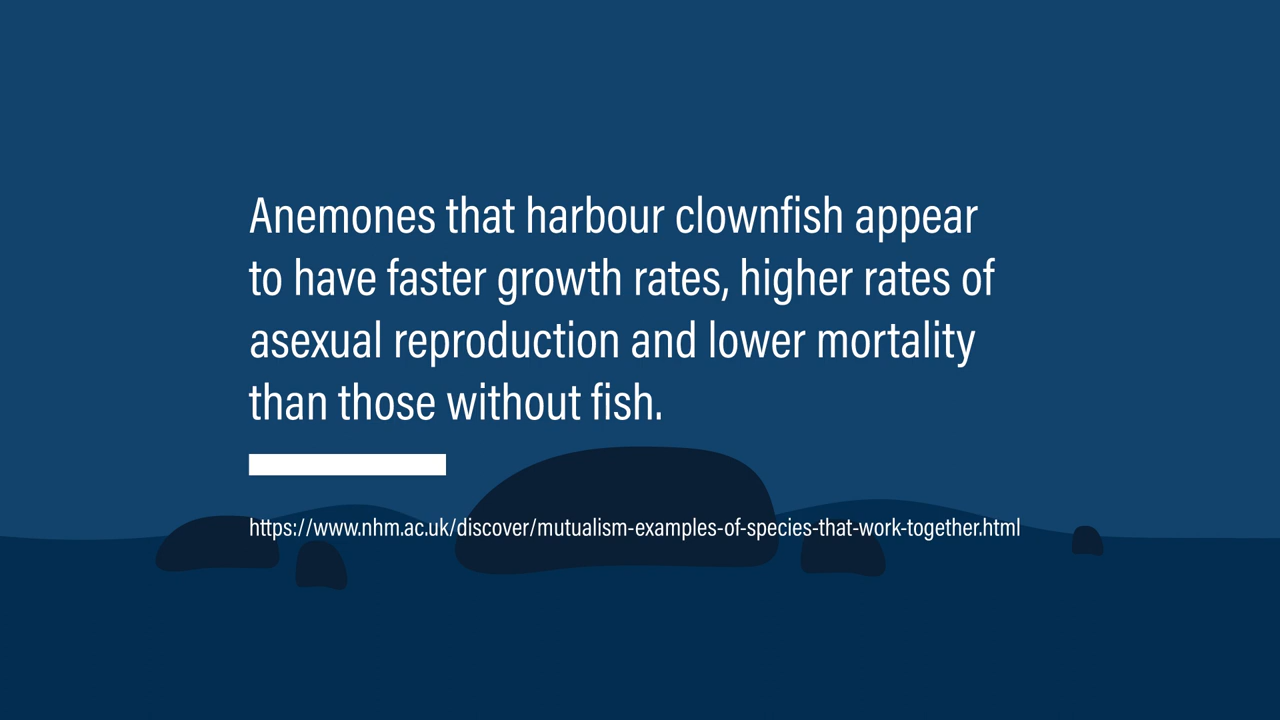 Anemones that harbour clownfish appear
to have faster growth rates, higher rates of
asexual reproduction and lower mortality
than those without fish.
https://www.nhm.ac.uk/discover/mutualism-examples-of-species-that-work-together.html